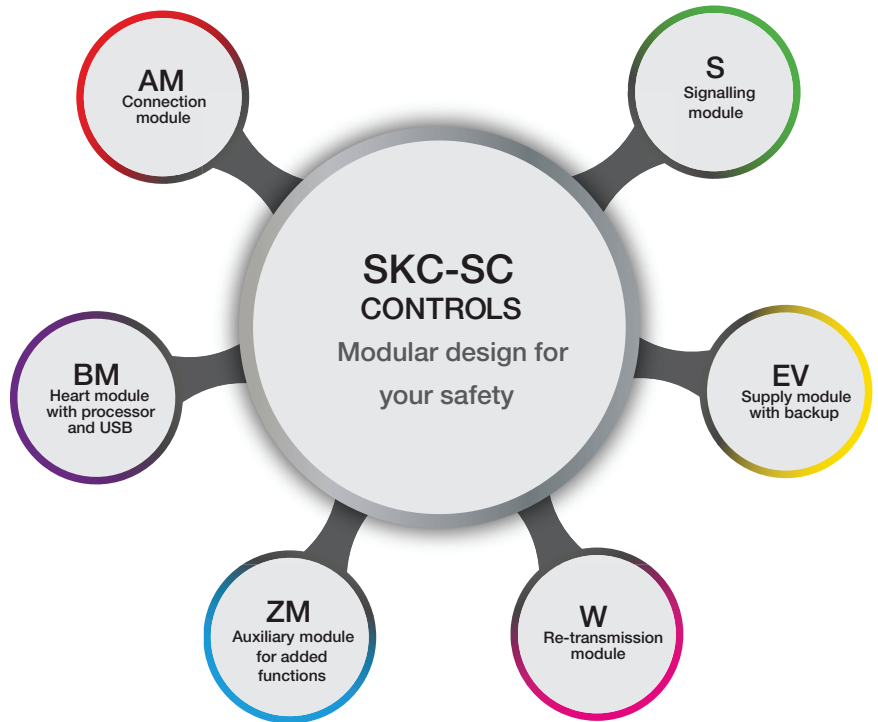 AM
Connection
module
S
Signalling
module
SKC-SC
CONTROLS
Modular design for
your safety
BM
Heart module
with processor
and USB
EV
Supply module
with backup
ZM
Auxiliary module
for added
functions
W
Re-transmission
module